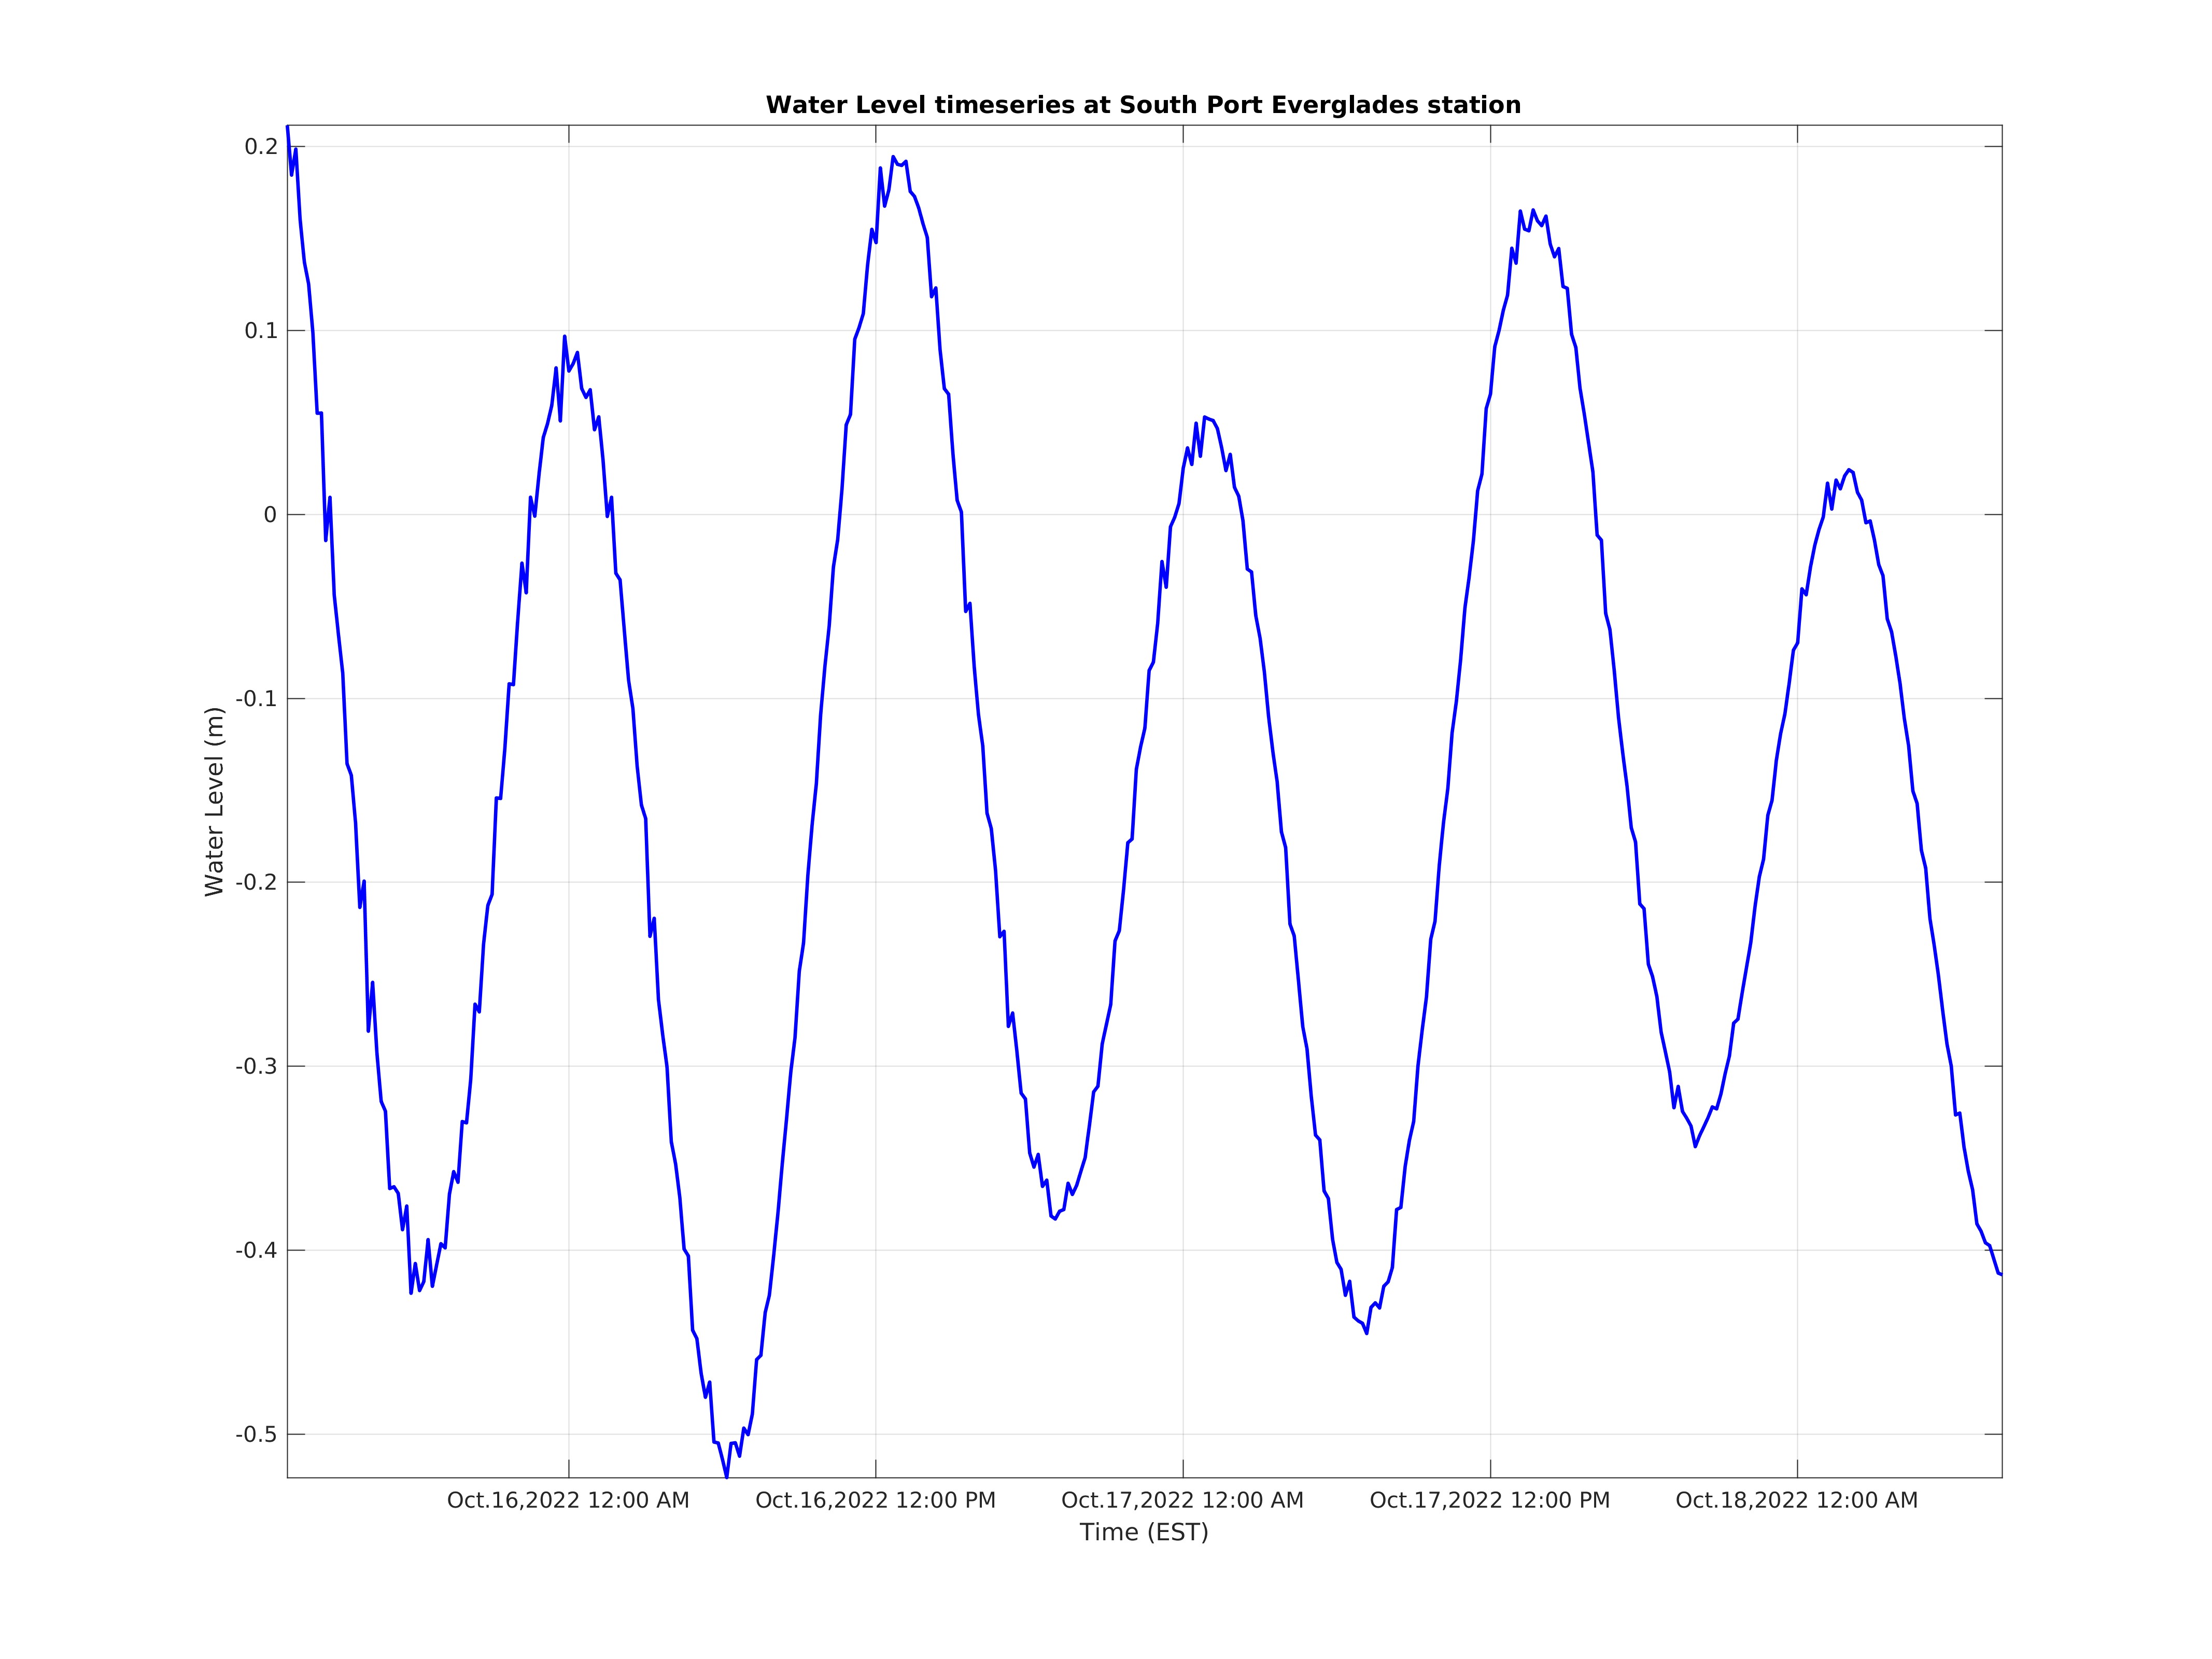 Water Level timeseries at South Port Everglades station
0.2
0.1
0
-0.1
-0.2
-0.3
-0.4
-0.5
Water Level (m)
Oct.16,2022 12:00 AM
Oct.16,2022 12:00 PM
Oct.17,2022 12:00 AM
Oct.17,2022 12:00 PM
Oct.18,2022 12:00 AM
Time (EST)